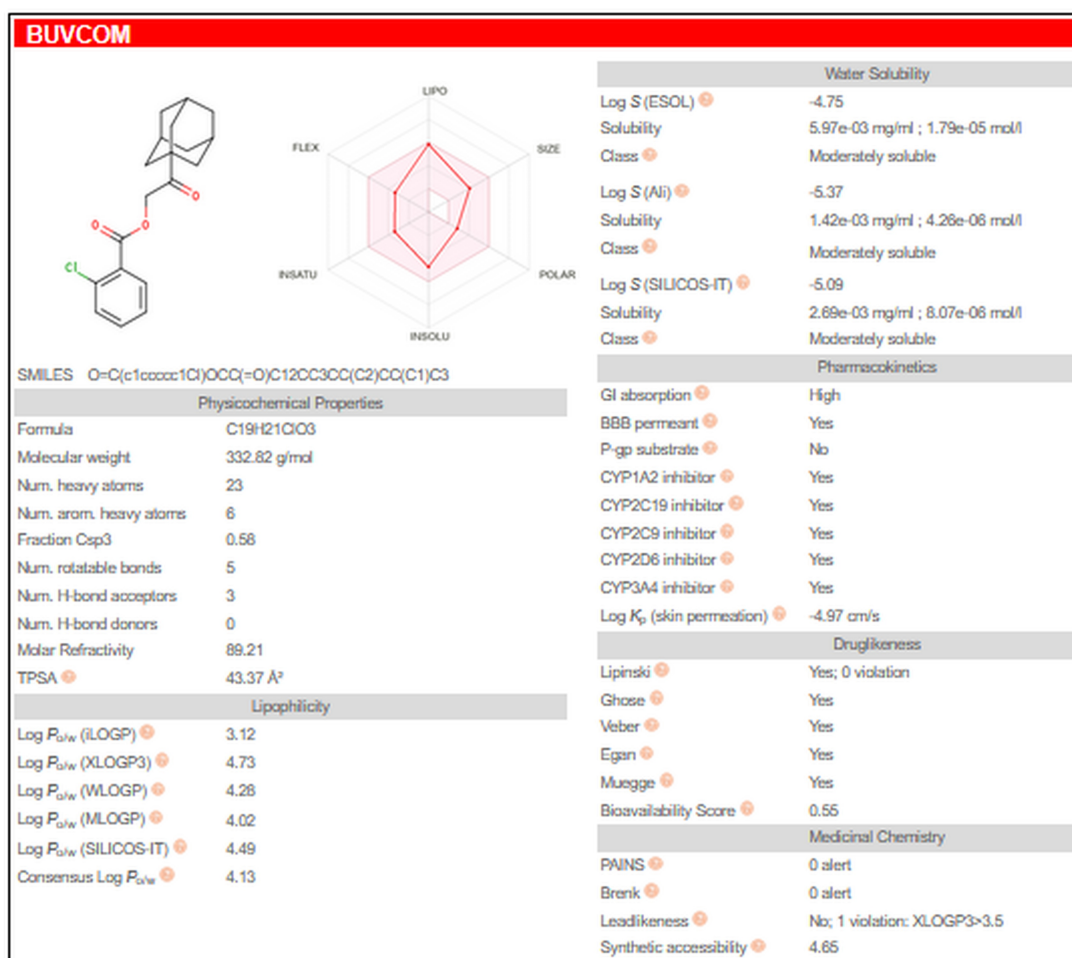 BUVCOM
O
O
O
Cl
LIPO
FLEX
SIZE
INSATU
POLAR
INSOLU
SMILES O=C(c1ccccc1Cl)OCC(=O)C12CC3CC(C2)CC(C1)C3
Physicochemical Properties
Formula C19H21ClO3
Molecular weight 332.82 g/mol
Num. heavy atoms 23
Num. arom. heavy atoms 6
Fraction Csp3 0.58
Num. rotatable bonds 5
Num. H-bond acceptors 3
Num. H-bond donors 0
Molar Refractivity 89.21
TPSA 43.37 Å²
Lipophilicity
Log Po/w (iLOGP) 3.12
Log Po/w (XLOGP3) 4.73
Log Po/w (WLOGP) 4.28
Log Po/w (MLOGP) 4.02
Log Po/w (SILICOS-IT) 4.49
Consensus Log Po/w 4.13
Water Solubility
Log S (ESOL) -4.75
Solubility 5.97e-03 mg/ml ; 1.79e-05 mol/l
Class Moderately soluble
Log S (Ali) -5.37
Solubility 1.42e-03 mg/ml ; 4.26e-06 mol/l
Class Moderately soluble
Log S (SILICOS-IT) -5.09
Solubility 2.69e-03 mg/ml ; 8.07e-06 mol/l
Class Moderately soluble
Pharmacokinetics
GI absorption High
BBB permeant Yes
P-gp substrate No
CYP1A2 inhibitor Yes
CYP2C19 inhibitor Yes
CYP2C9 inhibitor Yes
CYP2D6 inhibitor Yes
CYP3A4 inhibitor Yes
Log Kp (skin permeation) -4.97 cm/s
Druglikeness
Lipinski Yes; 0 violation
Ghose Yes
Veber Yes
Egan Yes
Muegge Yes
Bioavailability Score 0.55
Medicinal Chemistry
PAINS 0 alert
Brenk 0 alert
Leadlikeness No; 1 violation: XLOGP3>3.5
Synthetic accessibility 4.65